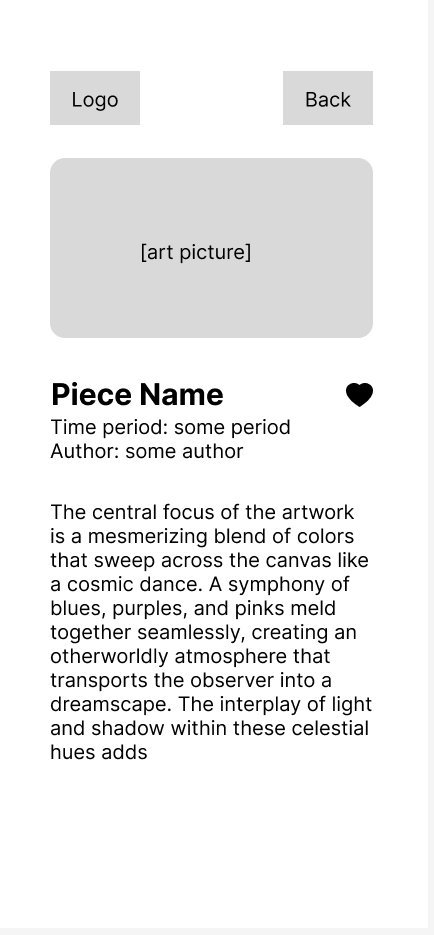 Logo
Back
[art picture]
Piece Name
Time period: some period
Author: some author
The central focus of the artwork
is a mesmerizing blend of colors
that sweep across the canvas like
a cosmic dance. A symphony of
blues, purples, and pinks meld
together seamlessly, creating an
otherworldly atmosphere that
transports the observer into a
dreamscape. The interplay of light
and shadow within these celestial
hues adds